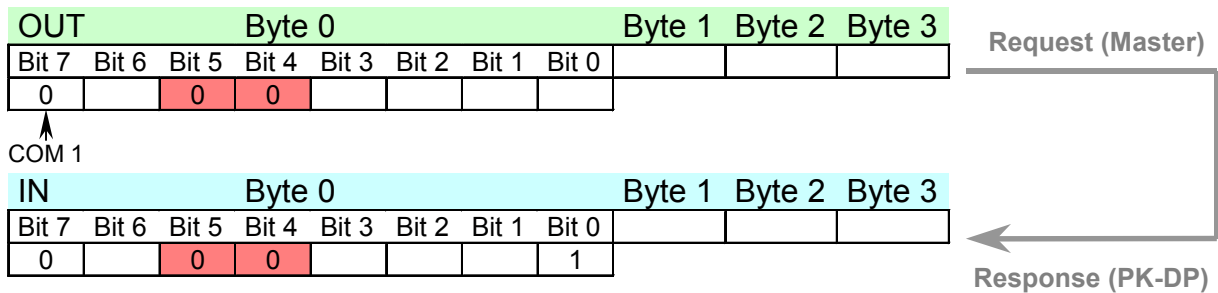 OUT Byte 0 Byte 1 Byte 2 Byte 3
Request (Master)
Bit 7 Bit 6 Bit 5 Bit 4 Bit 3 Bit 2 Bit 1 Bit 0
0 0 0
COM 1
IN Byte 0 Byte 1 Byte 2 Byte 3
Bit 7 Bit 6 Bit 5 Bit 4 Bit 3 Bit 2 Bit 1 Bit 0
0 0 0 1
Response (PK-DP)